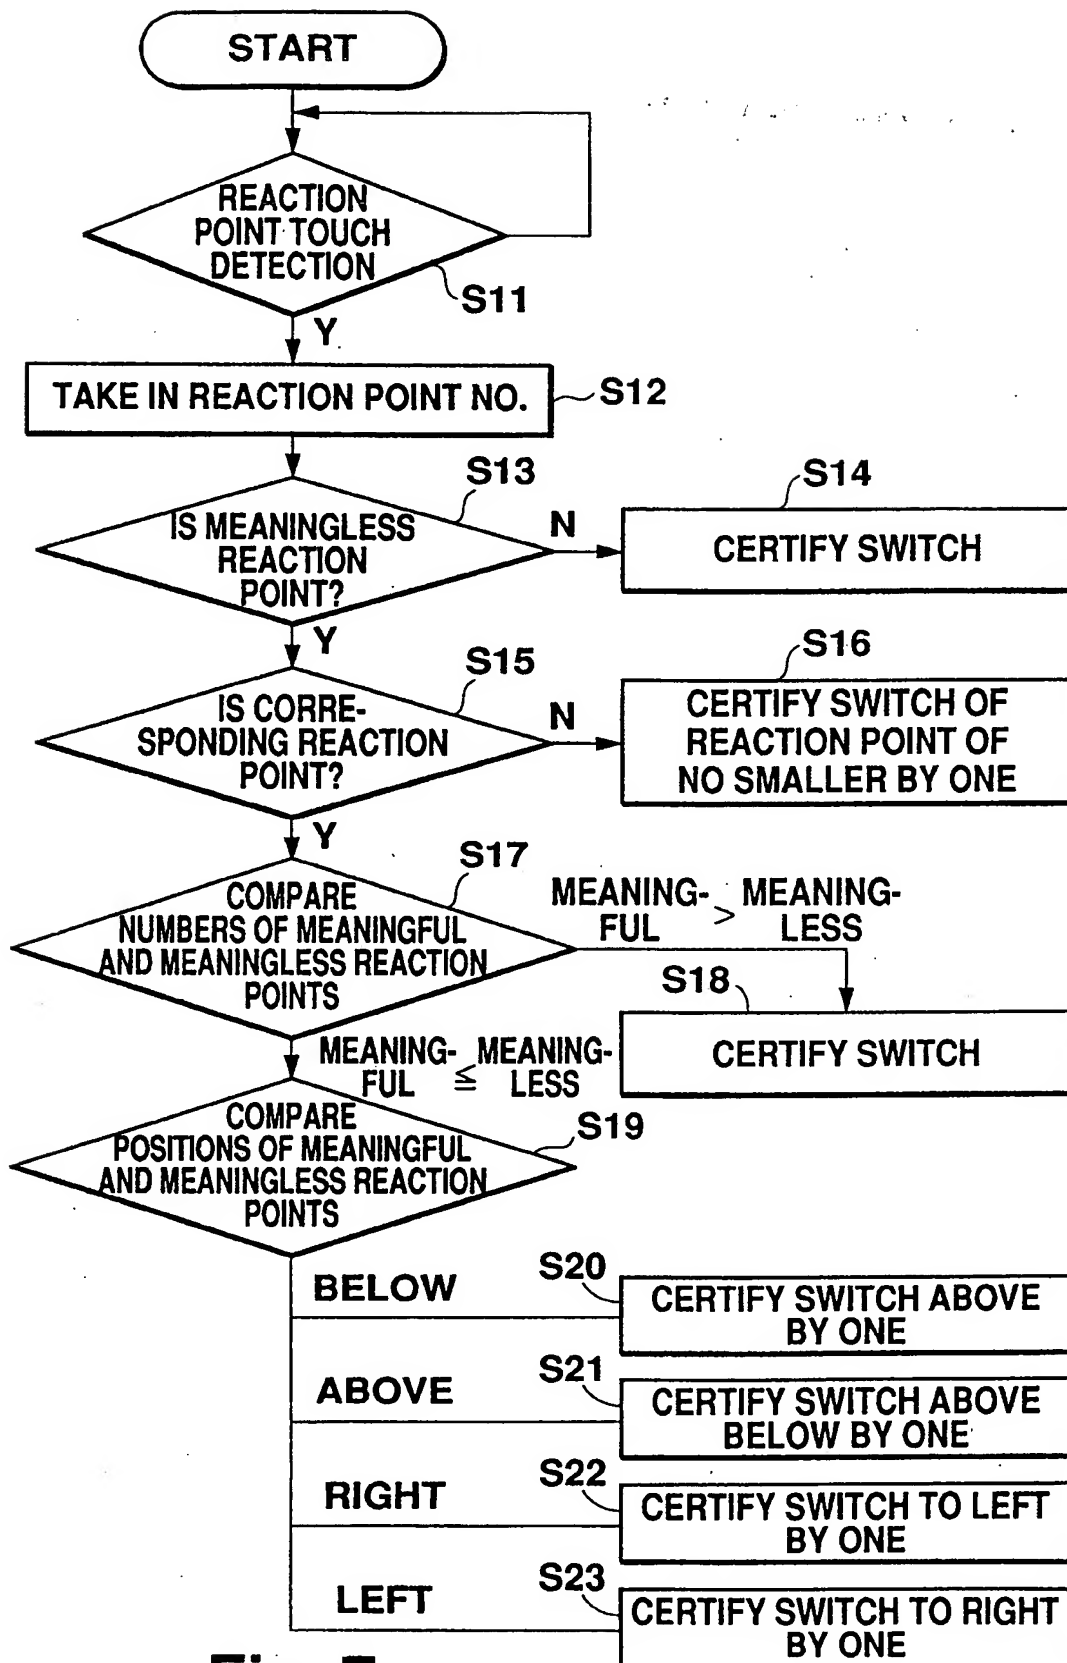 START
REACTION
POINT TOUCH
DETECTION
S11
Y
TAKE IN REACTION POINT NO.
S12
S13
IS MEANINGLESS
REACTION
POINT?
N
S14
CERTIFY SWITCH
Y
S15
IS CORRE-
SPONDING REACTION
POINT?
N
S16
CERTIFY SWITCH OF
REACTION POINT OF
NO SMALLER BY ONE
Y
S17
COMPARE
NUMBERS OF MEANINGFUL
AND MEANINGLESS REACTION
POINTS
MEANING-
FUL > MEANING-
LESS
S18
CERTIFY SWITCH
MEANING-
FUL ≦ MEANING-
LESS
COMPARE
POSITIONS OF MEANINGFUL
AND MEANINGLESS REACTION
POINTS
S19
BELOW
S20
CERTIFY SWITCH ABOVE
BY ONE
ABOVE
S21
CERTIFY SWITCH ABOVE
BELOW BY ONE
RIGHT
S22
CERTIFY SWITCH TO LEFT
BY ONE
LEFT
S23
CERTIFY SWITCH TO RIGHT
BY ONE